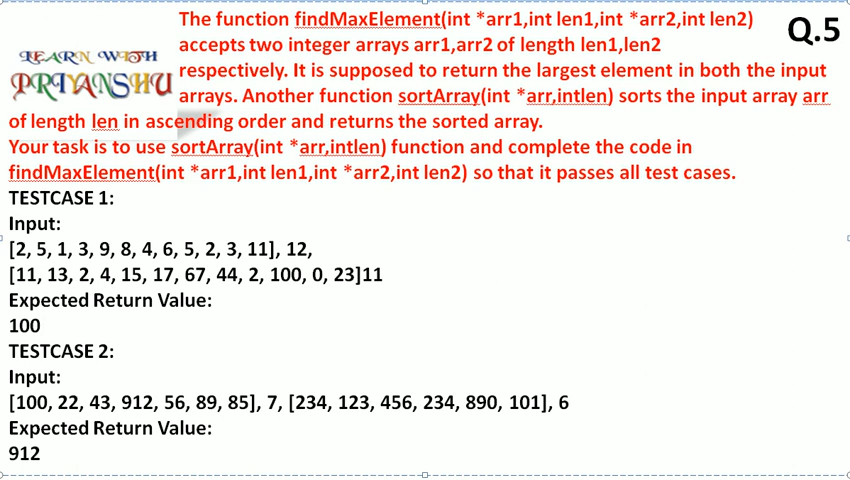 The function findMaxElement(int *arr1,int len1,int *arr2,int len2)
Q.5
accepts two integer arrays arr1,arr2 of length len1,len2
LEARN WITH
PRIYANSHU
respectively. It is supposed to return the largest element in both the input
arrays. Another function sortArray(int *arr,intlen) sorts the input array arr
of length len in ascending order and returns the sorted array.
Your task is to use sortArray(int *arr,intlen) function and complete the code in
findMaxElement(int *arr1,int len1,int *arr2,int len2) so that it passes all test cases.
TESTCASE 1:
Input:
[2, 5, 1, 3, 9, 8, 4, 6, 5, 2, 3, 11], 12,
[11, 13, 2, 4, 15, 17, 67, 44, 2, 100, 0, 23]11
Expected Return Value:
100
TESTCASE 2:
Input:
[100, 22, 43, 912, 56, 89, 85], 7, [234, 123, 456, 234, 890, 101], 6
Expected Return Value:
912